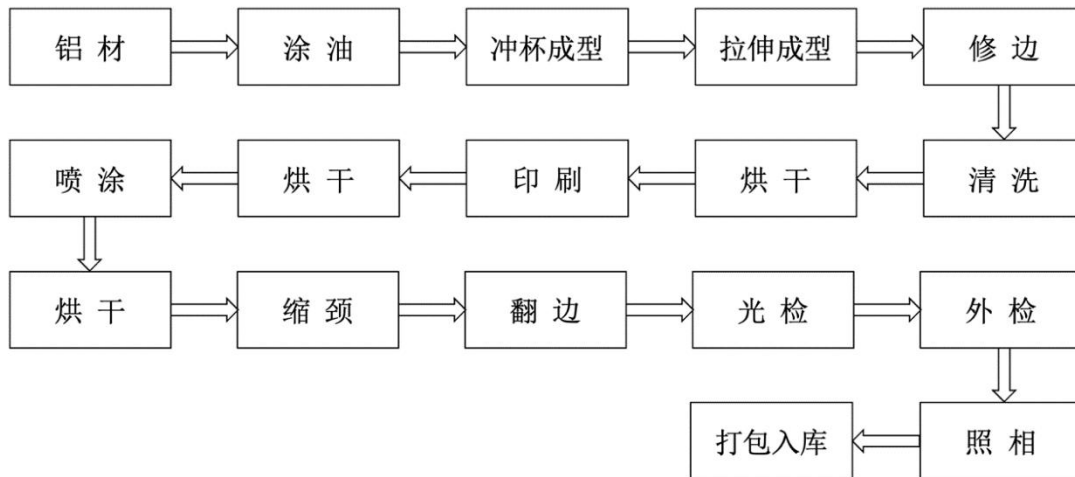 铝材 涂油 冲杯成型 拉伸成型 修边
喷涂 烘干 印刷 烘干 清洗
烘干 缩颈 翻边 光检 外检
打包入库 照相